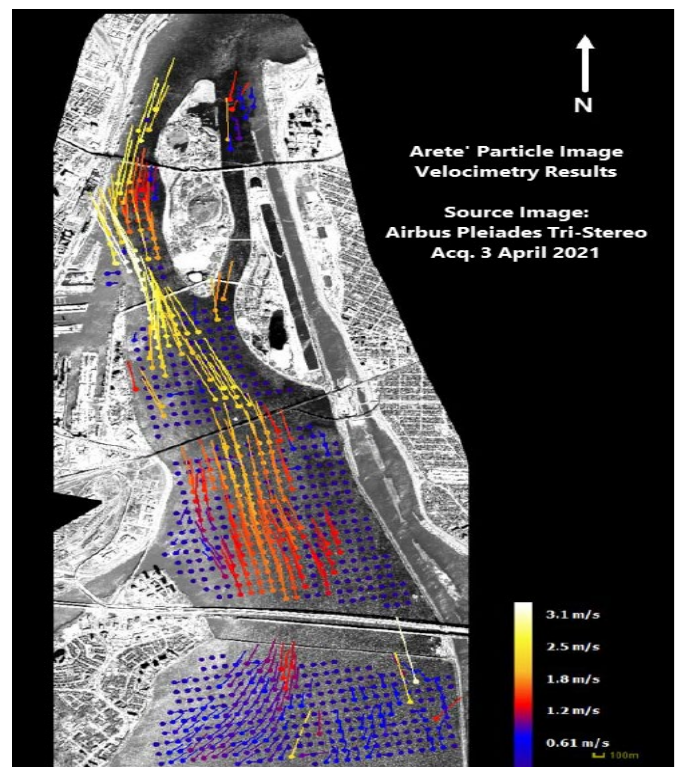 N
Arete' Particle Image
Velocimetry Results
Source Image:
Airbus Pleiades Tri-Stereo
Acq. 3 April 2021
3.1 m/s
2.5 m/s
1.8 m/s
1.2 m/s
0.61 m/s
100m